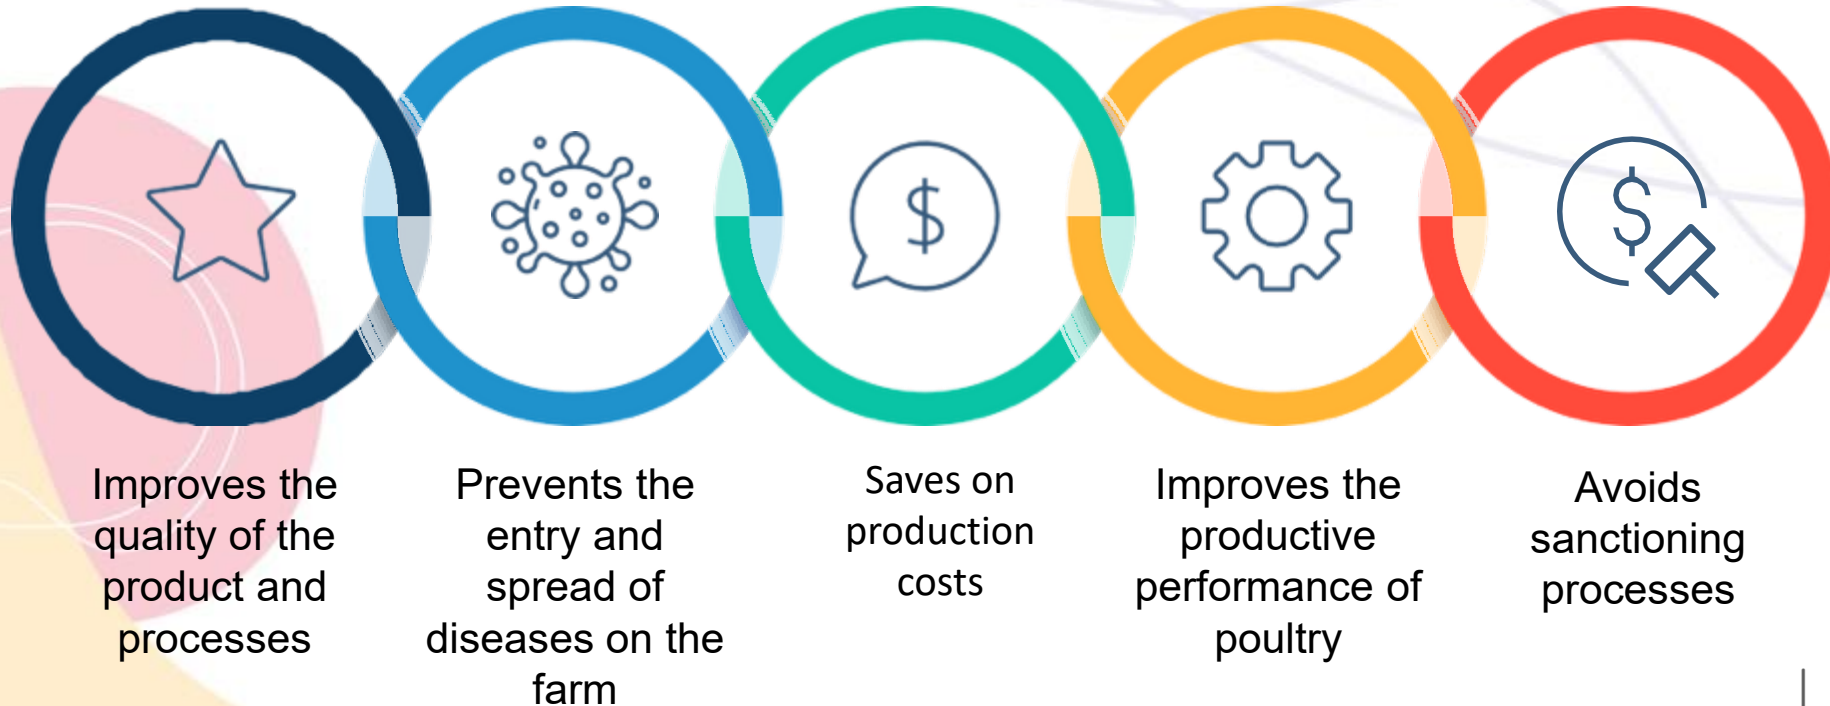 Improves the
quality of the
product and
processes
Prevents the
entry and
spread of
diseases on the
farm
Saves on
production
costs
Improves the
productive
performance of
poultry
Avoids
sanctioning
processes